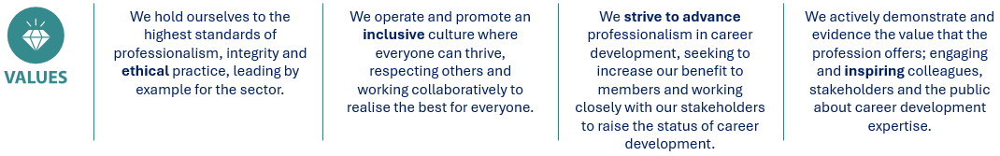 VALUES
We hold ourselves to the
highest standards of
professionalism, integrity and
ethical practice, leading by
example for the sector.
We operate and promote an
inclusive culture where
everyone can thrive,
respecting others and
working collaboratively to
realise the best for everyone.
We strive to advance
professionalism in career
development, seeking to
increase our benefit to
members and working
closely with our stakeholders
to raise the status of career
development.
We actively demonstrate and
evidence the value that the
profession offers; engaging
and inspiring colleagues,
stakeholders and the public
about career development
expertise.